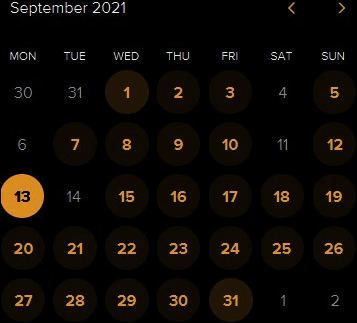 September 2021
MON TUE WED THU FRI SAT SUN
30 31 1 2 3 4 5
6 7 8 9 10 11 12
13 14 15 16 17 18 19
20 21 22 23 24 25 26
27 28 29 30 31 1 2